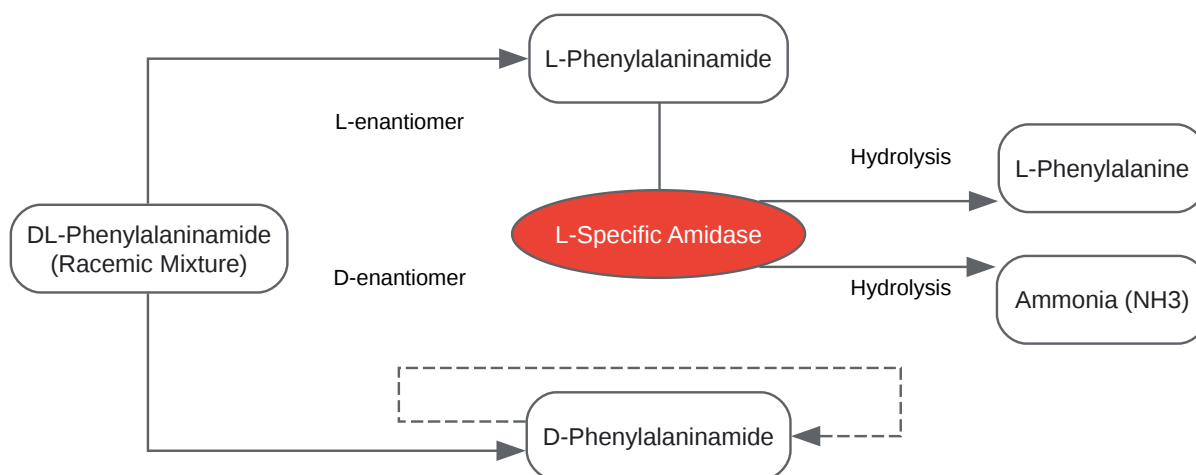 L-Phenylalaninamide
L-enantiomer
Hydrolysis
L-Phenylalanine
DL-Phenylalaninamide
(Racemic Mixture)
L-Specific Amidase
D-enantiomer
Hydrolysis
Ammonia (NH3)
D-Phenylalaninamide